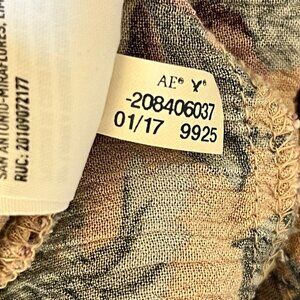 AE®
-208406037
01/17 9925
SAN ANTONIO-MIRAFLORES, LIM
RUC: 20109072177